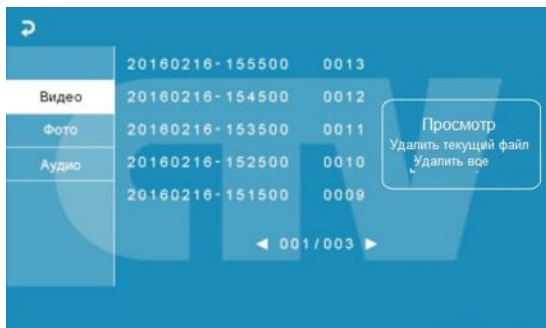 20160216-155500 0013
Видео
20160216-154500 0012
Фото
20160216-153500 0011
Аудио
20160216-152500 0010
20160216-151500 0009
Просмотр
Удалить текущий файл
Удалить все
◀ 001/003 ▶
CTV